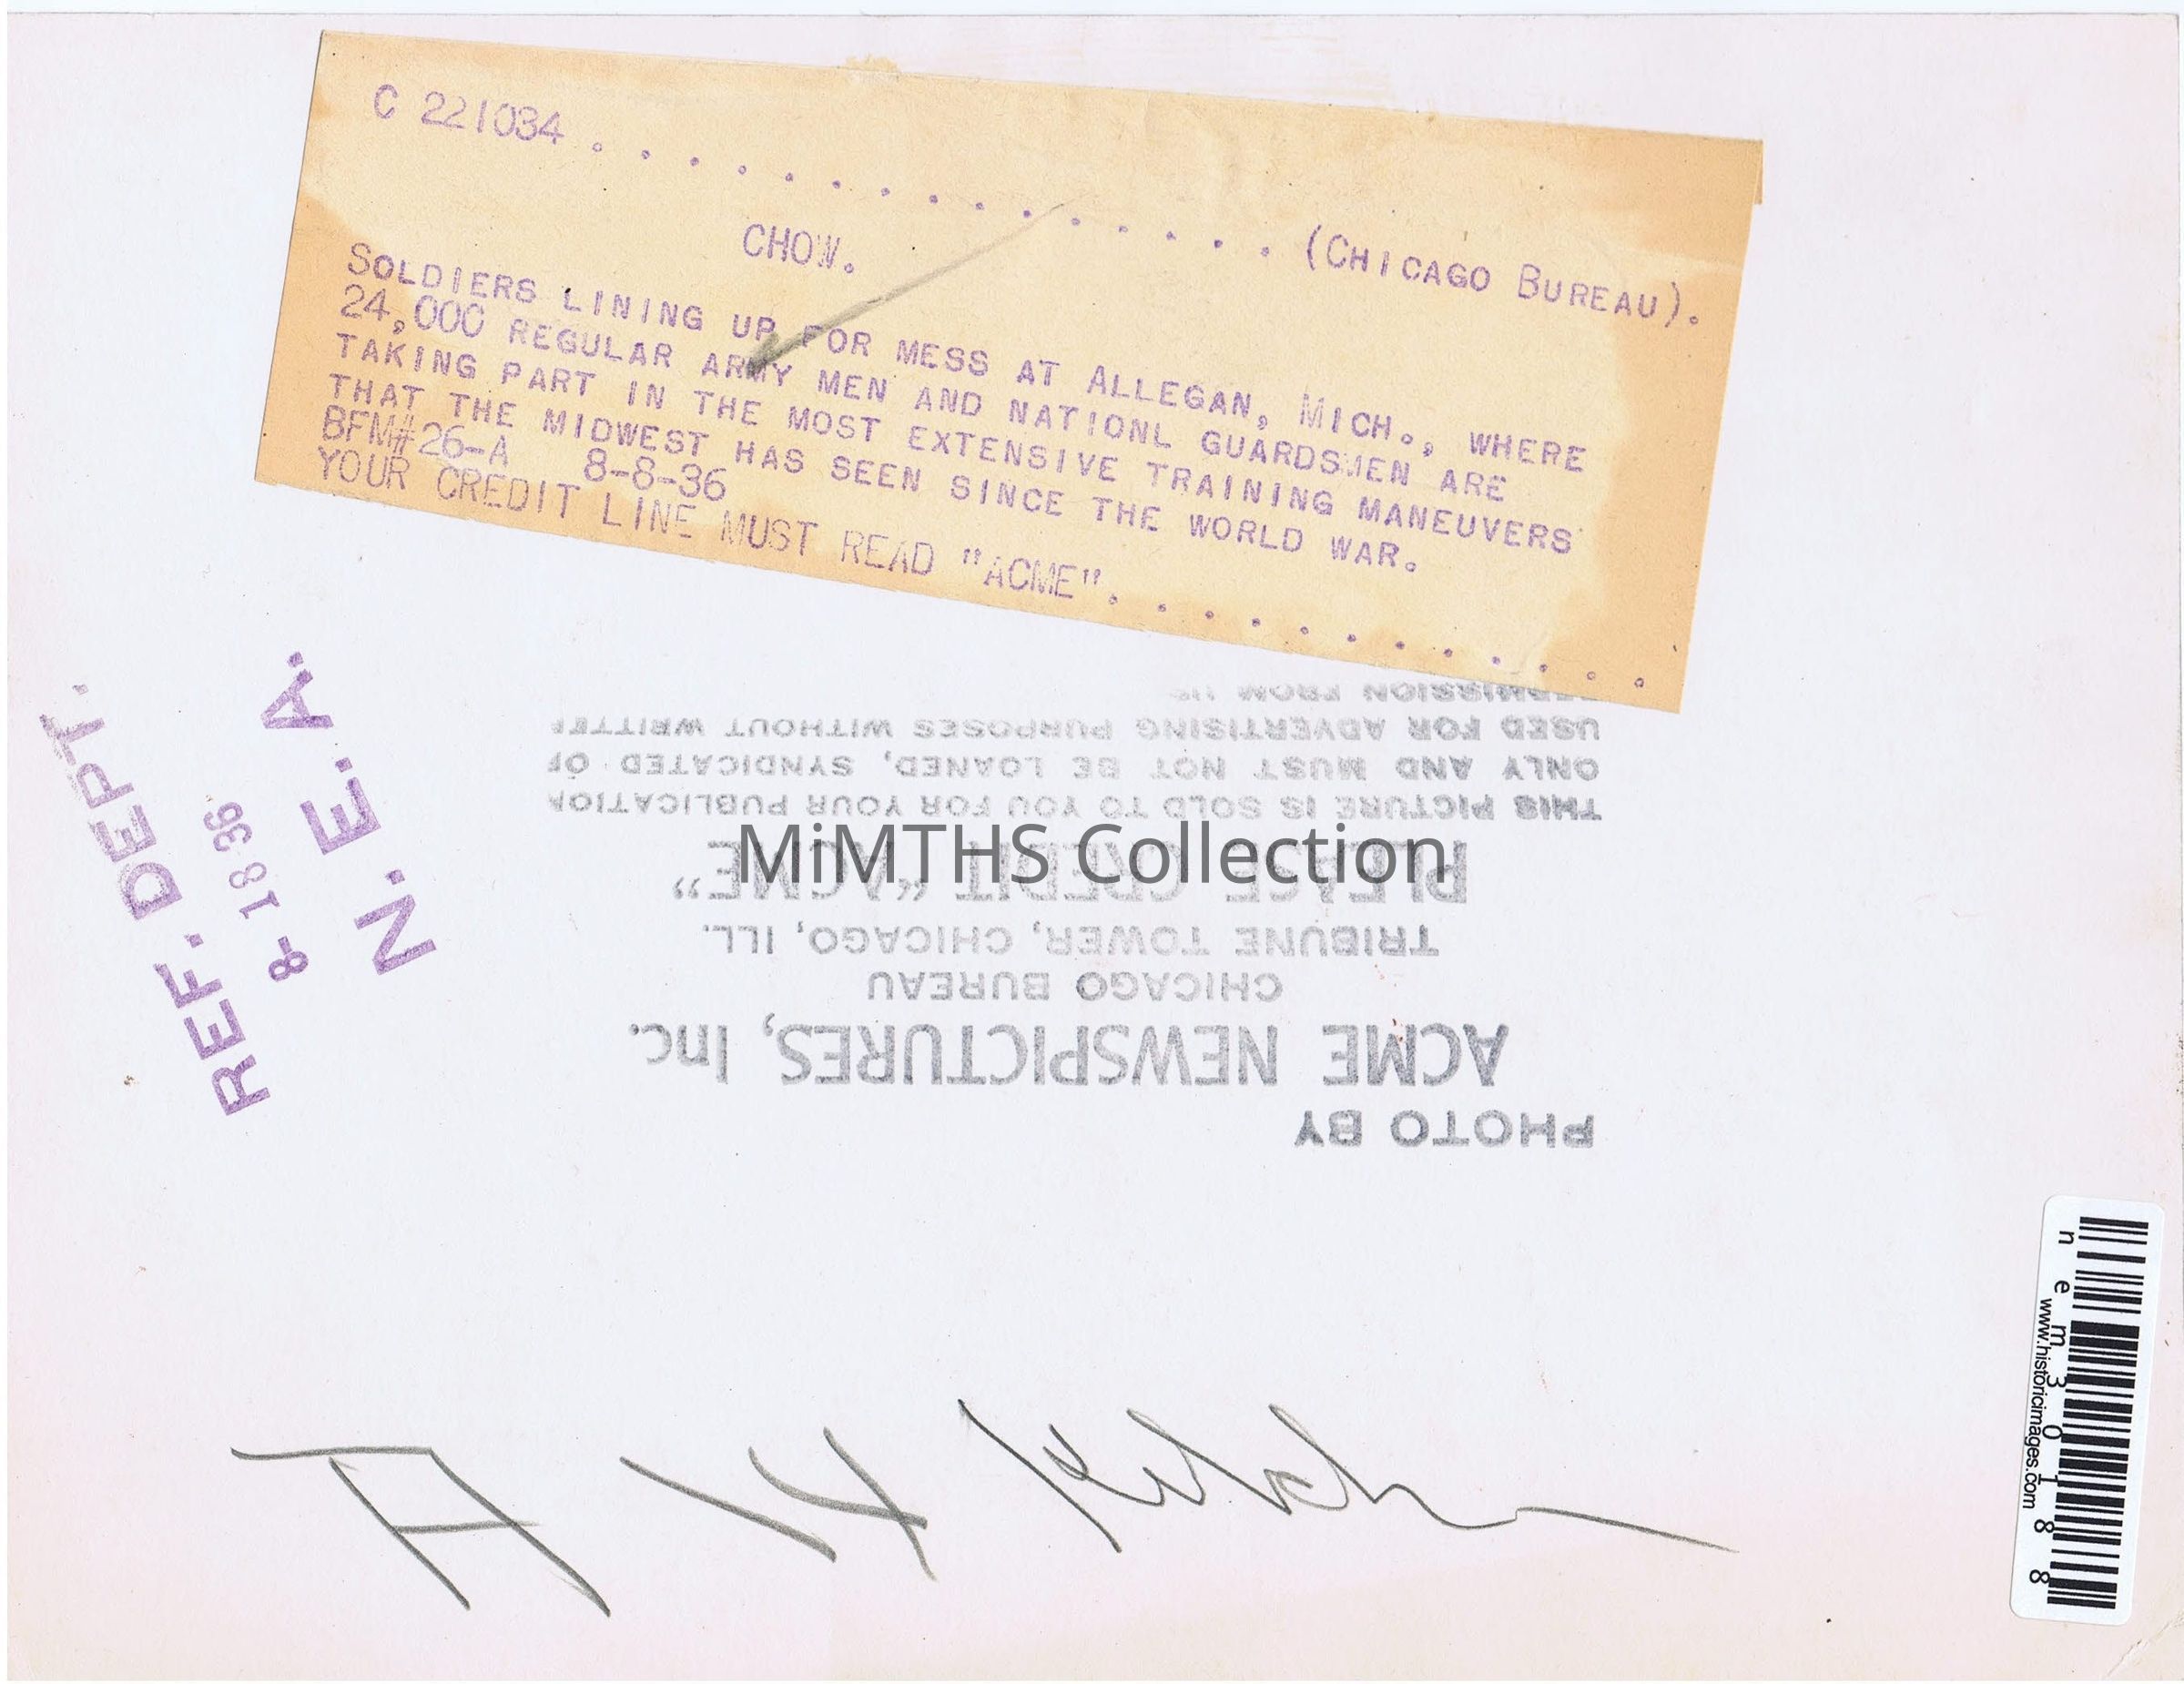 C 221034 . . . . . . . . . . . . . . . (CHICAGO BUREAU).
CHOW.
SOLDIERS LINING UP FOR MESS AT ALLEGAN, MICH., WHERE
24,000 REGULAR ARMY MEN AND NATIONL GUARDSMEN ARE
TAKING PART IN THE MOST EXTENSIVE TRAINING MANEUVERS
THAT THE MIDWEST HAS SEEN SINCE THE WORLD WAR.
BFM#26-A 8-8-36
YOUR CREDIT LINE MUST READ "ACME". . . . . . . . . . . .
REF. DEPT.
8-18 36
N. E. A.
PHOTO BY
ACME NEWSPICTURES, Inc.
CHICAGO BUREAU
TRIBUNE TOWER, CHICAGO, ILL.
PLEASE CREDIT "ACME"
THIS PICTURE IS SOLD TO YOU FOR YOUR PUBLICATION
ONLY AND MUST NOT BE LOANED, SYNDICATED OR
USED FOR ADVERTISING PURPOSES WITHOUT WRITTEN
PERMISSION FROM US
MiMTHS Collection
nem30188
www.historicimages.com